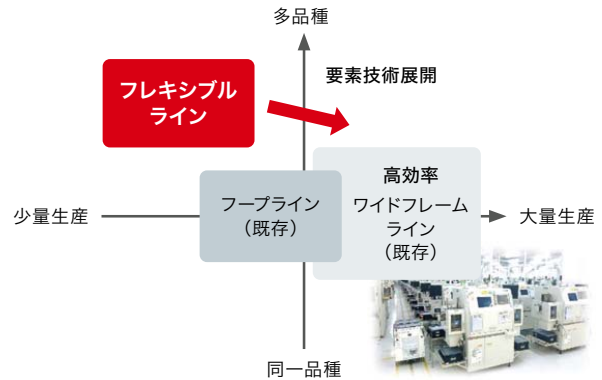 多品種
要素技術展開
フレキシブル
ライン
高効率
フープライン
（既存）
ワイドフレーム
ライン
（既存）
少量生産
大量生産
同一品種